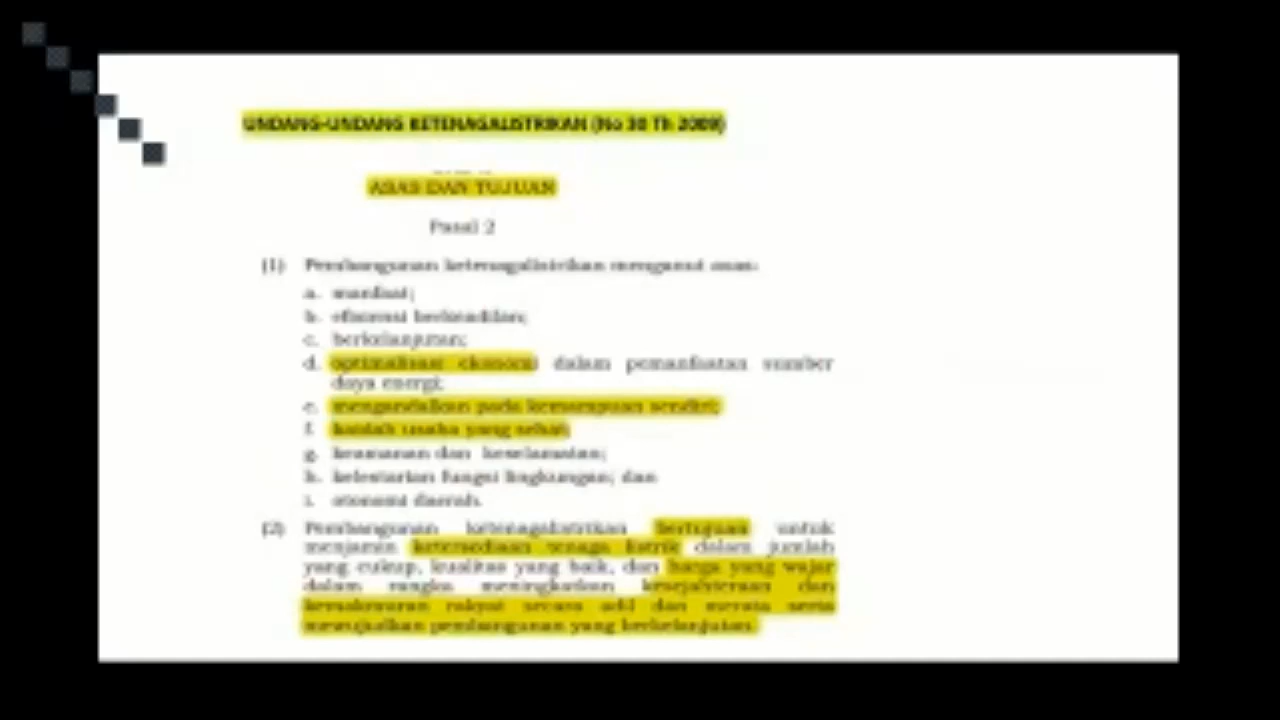 UNDANG-UNDANG KETENAGALISTRIKAN (No 30 Th 2009)
ASAS DAN TUJUAN
Pasal 2
(1) Pembangunan ketenagalistrikan menganut asas:
a. manfaat;
b. efisiensi berkeadilan;
c. berkelanjutan;
d. optimalisasi ekonomi dalam pemanfaatan sumber
daya energi;
e. mengandalkan pada kemampuan sendiri;
f. kaidah usaha yang sehat;
g. keamanan dan keselamatan;
h. kelestarian fungsi lingkungan; dan
i. otonomi daerah.
(2) Pembangunan ketenagalistrikan bertujuan untuk
menjamin ketersediaan tenaga listrik dalam jumlah
yang cukup, kualitas yang baik, dan harga yang wajar
dalam rangka meningkatkan kesejahteraan dan
kemakmuran rakyat secara adil dan merata serta
mewujudkan pembangunan yang berkelanjutan.